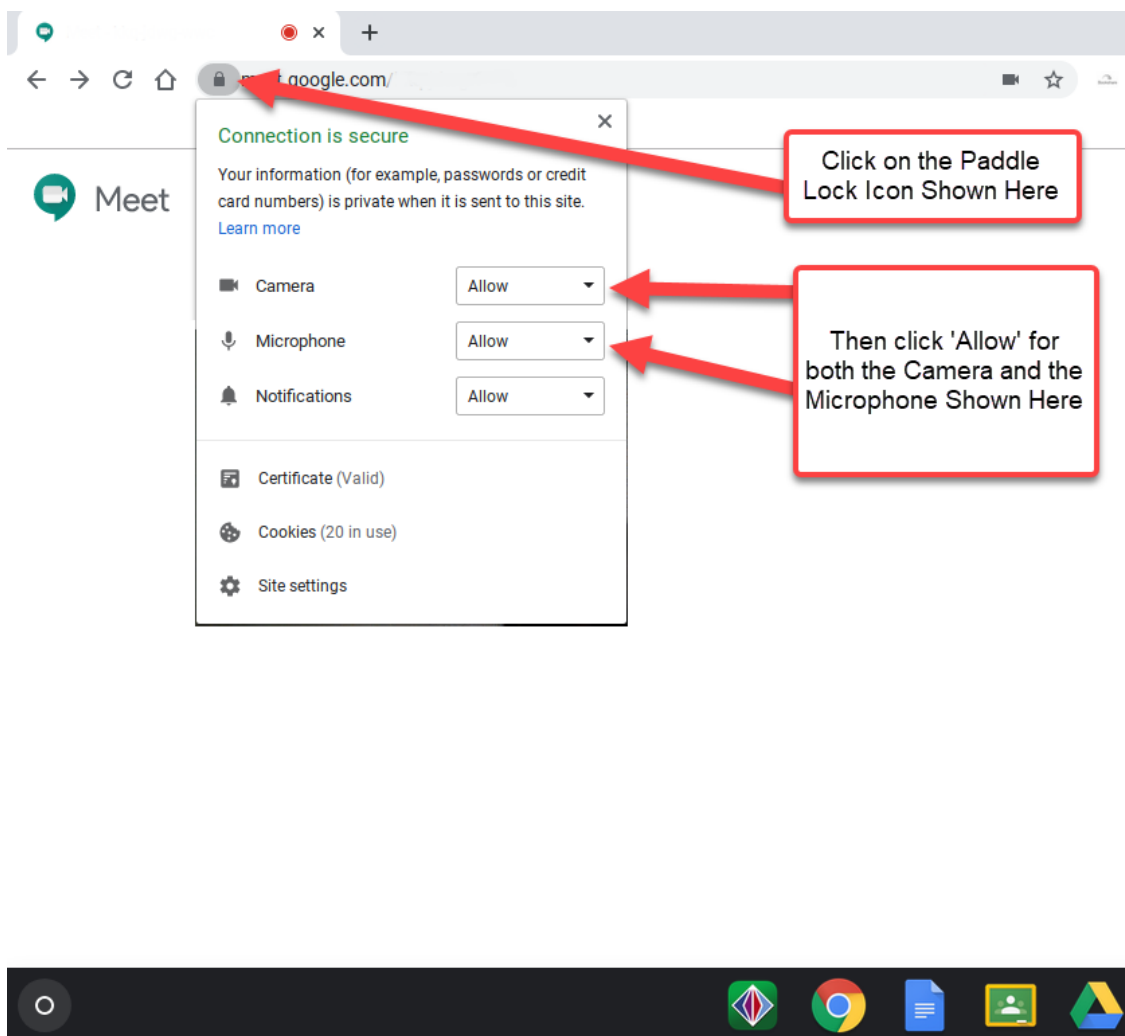 meet.google.com/
Connection is secure
Your information (for example, passwords or credit
card numbers) is private when it is sent to this site.
Learn more
Click on the Paddle
Lock Icon Shown Here
Meet
Camera
Allow
Microphone
Allow
Notifications
Allow
Then click 'Allow' for
both the Camera and the
Microphone Shown Here
Certificate (Valid)
Cookies (20 in use)
Site settings